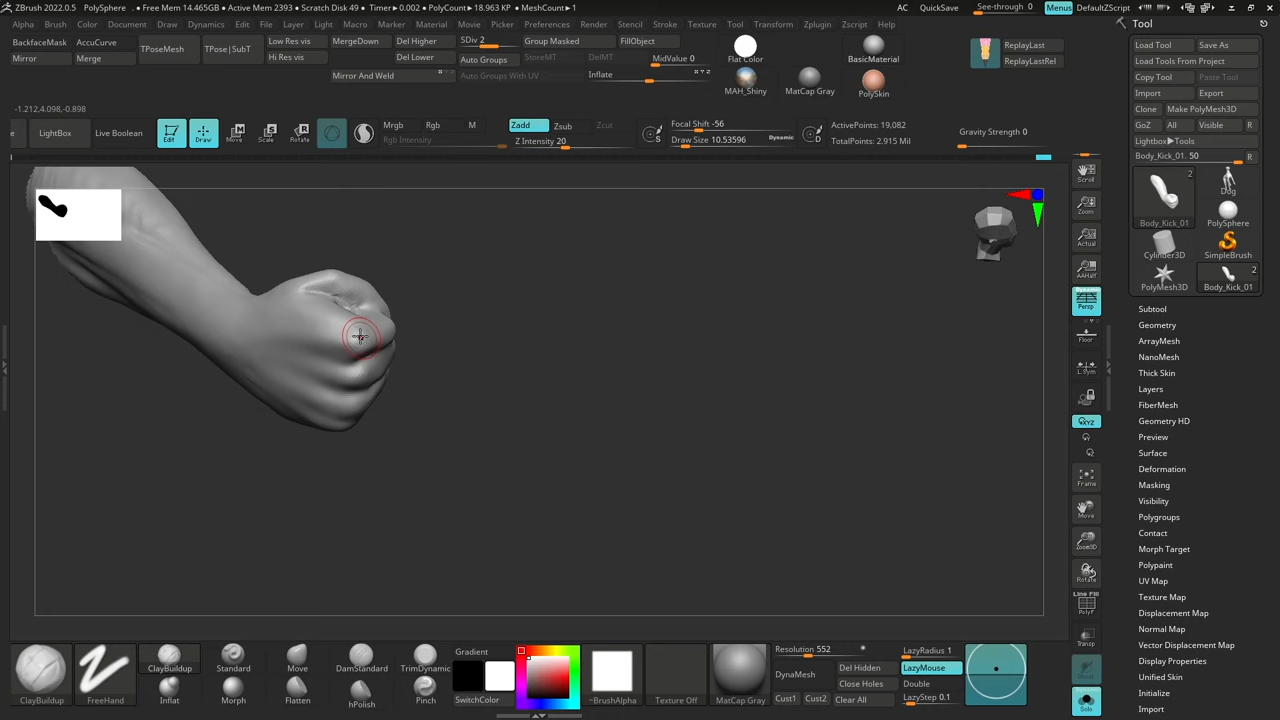 ZBrush 2022.0.5 PolySphere . • Free Mem 14.465GB • Active Mem 2393 • Scratch Disk 49 • Timer▶0.002 • PolyCount▶18.963 KP • MeshCount▶1 AC QuickSave See-through 0 Menus DefaultZScript
Alpha Brush Color Document Draw Dynamics Edit File Layer Light Macro Marker Material Movie Picker Preferences Render Stencil Stroke Texture Tool Transform Zplugin Zscript Help
Tool
BackfaceMask AccuCurve TPoseMesh TPose|SubT Low Res vis MergeDown Del Higher SDiv 2 Group Masked FillObject
Mirror Merge Hi Res vis Del Lower Auto Groups StoreMT DelMT MidValue 0
Mirror And Weld Auto Groups With UV Inflate
Flat Color BasicMaterial ReplayLast
ReplayLastRel
MAH_Shiny MatCap Gray PolySkin
Load Tool Save As
Load Tools From Project
Copy Tool Paste Tool
Import Export
Clone Make PolyMesh3D
GoZ All Visible R
Lightbox▶Tools
Body_Kick_01. 50 R
-1.212,4.098,-0.898
e LightBox Live Boolean Edit Draw Move Scale Rotate
Mrgb Rgb M
Rgb Intensity
Zadd Zsub Zcut
Z Intensity 20
S Focal Shift -56
Draw Size 10.53596 Dynamic D
ActivePoints: 19,082
TotalPoints: 2.915 Mil
Gravity Strength 0
Scroll
Zoom
Actual
AAHalf
Dynamic
Persp
Floor
L.Sym
XYZ
Frame
Move
Zoom3D
Rotate
Line Fill
PolyF
Transp
Ghost
Dynamic
Solo
2
Body_Kick_01 Dog
PolySphere
Cylinder3D SimpleBrush
2
PolyMesh3D Body_Kick_01
Subtool
Geometry
ArrayMesh
NanoMesh
Thick Skin
Layers
FiberMesh
Geometry HD
Preview
Surface
Deformation
Masking
Visibility
Polygroups
Contact
Morph Target
Polypaint
UV Map
Texture Map
Displacement Map
Normal Map
Vector Displacement Map
Display Properties
Unified Skin
Initialize
Import
ClayBuildup FreeHand ClayBuildup Standard Move DamStandard TrimDynamic
Inflat Morph Flatten hPolish Pinch
Gradient
SwitchColor
~BrushAlpha Texture Off MatCap Gray
Resolution 552
DynaMesh Del Hidden
Close Holes
Cust1 Cust2 Clear All
LazyRadius 1
LazyMouse
Double
LazyStep 0.1